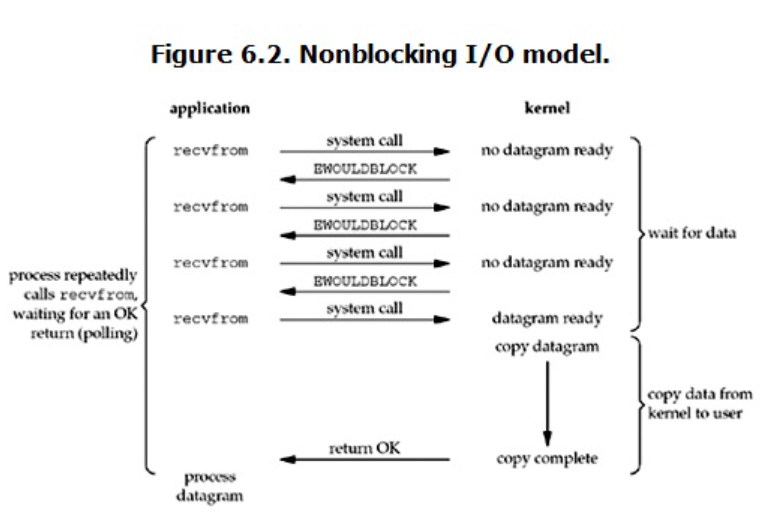 Figure 6.2. Nonblocking I/O model.
application
kernel
recvfrom
system call
no datagram ready
EWOULDBLOCK
recvfrom
system call
no datagram ready
EWOULDBLOCK
recvfrom
system call
no datagram ready
EWOULDBLOCK
recvfrom
system call
datagram ready
process repeatedly
calls recvfrom,
waiting for an OK
return (polling)
wait for data
copy datagram
copy data from
kernel to user
return OK
copy complete
process
datagram